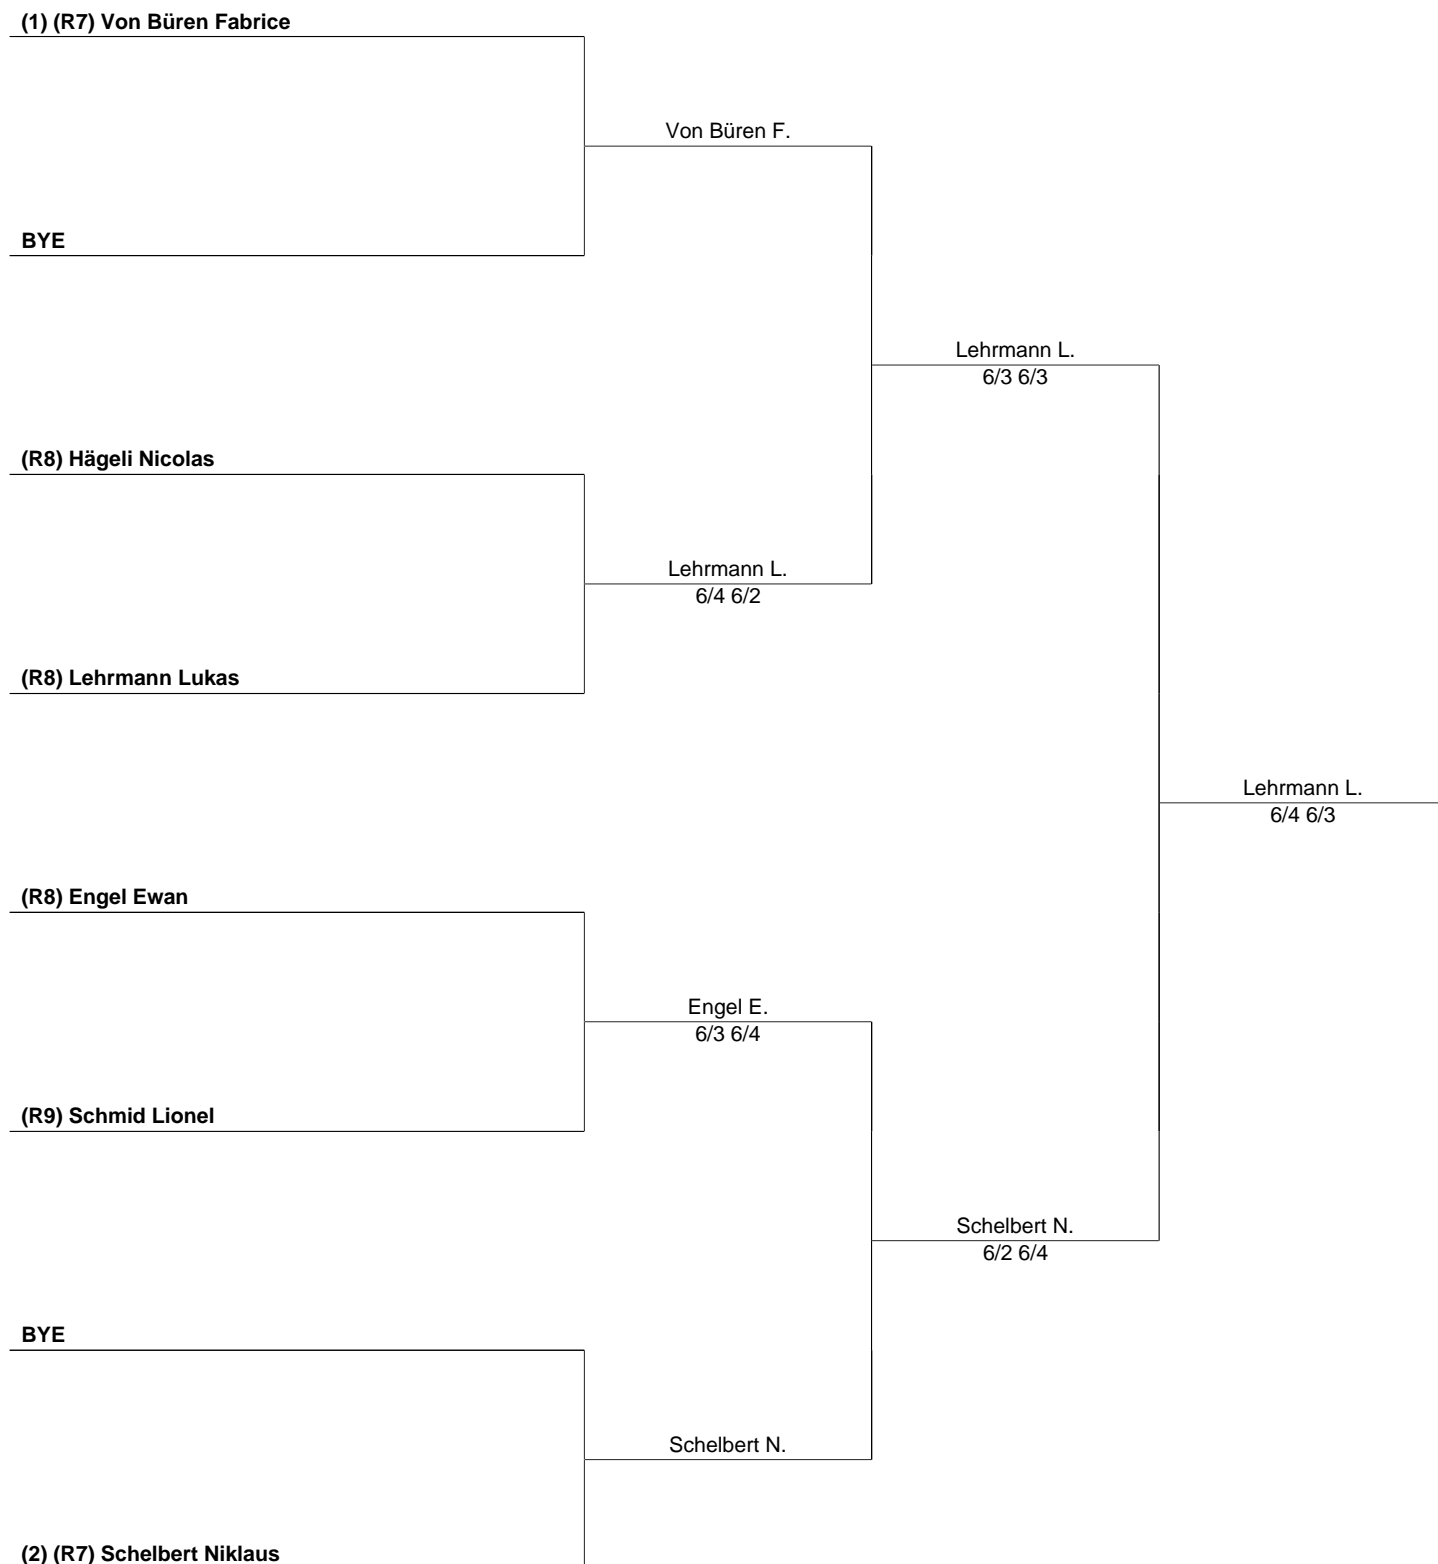 (1) (R7) Von Büren Fabrice
Von Büren F.
BYE
Lehrmann L.
6/3 6/3
(R8) Hägeli Nicolas
Lehrmann L.
6/4 6/2
(R8) Lehrmann Lukas
Lehrmann L.
6/4 6/3
(R8) Engel Ewan
Engel E.
6/3 6/4
(R9) Schmid Lionel
Schelbert N.
6/2 6/4
BYE
Schelbert N.
(2) (R7) Schelbert Niklaus